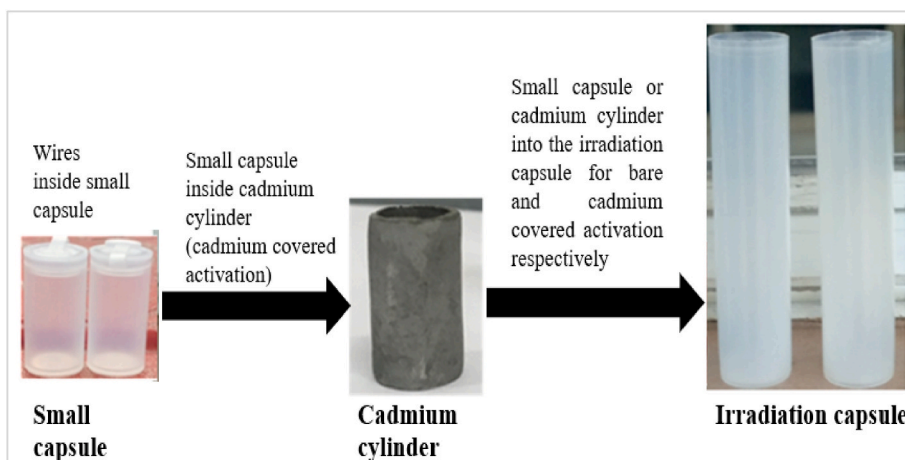 Wires
inside small
capsule
Small capsule
inside cadmium
cylinder
(cadmium covered
activation)
Small capsule or
cadmium cylinder
into the irradiation
capsule for bare
and cadmium
covered activation
respectively
Small
capsule
Cadmium
cylinder
Irradiation capsule